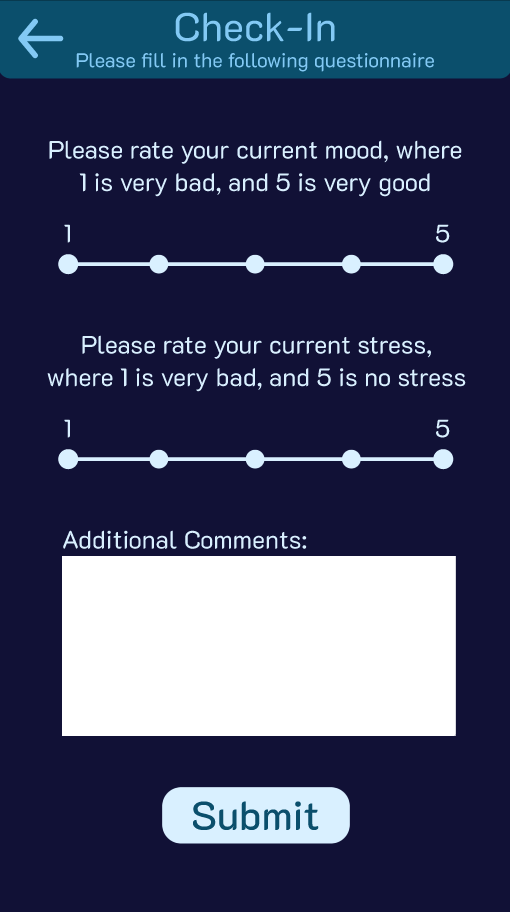 Check-In
Please fill in the following questionnaire
Please rate your current mood, where
1 is very bad, and 5 is very good
1 5
Please rate your current stress,
where 1 is very bad, and 5 is no stress
1 5
Additional Comments:
Submit